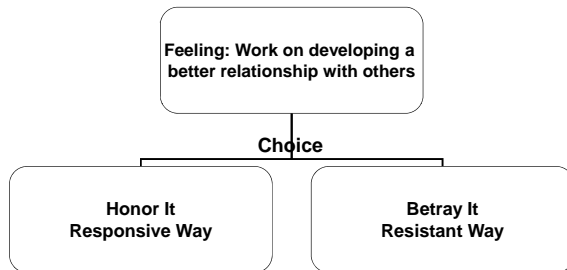 Feeling: Work on developing a
better relationship with others
Choice
Honor It
Responsive Way
Betray It
Resistant Way